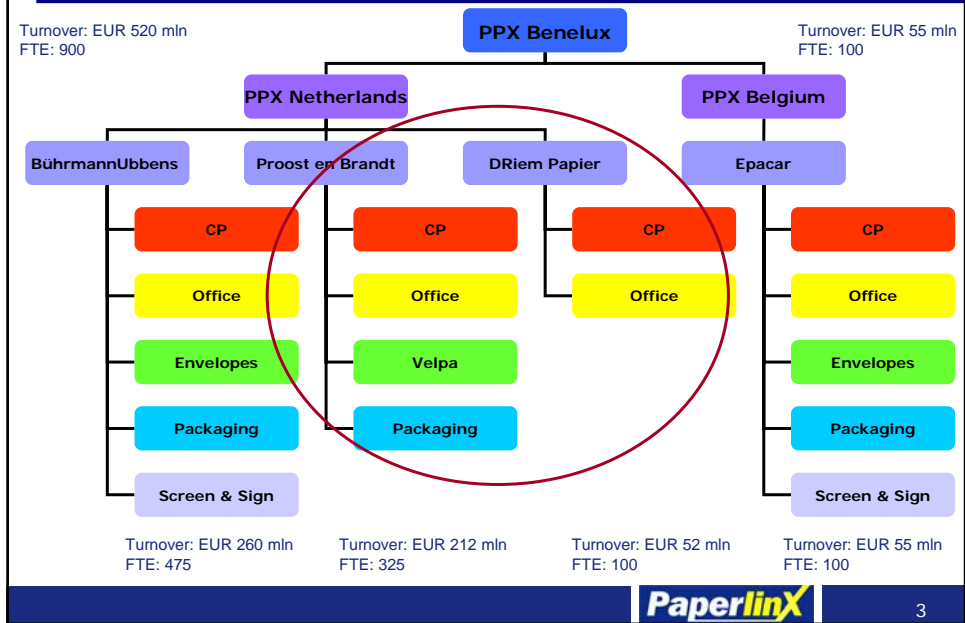 PPX Benelux
Turnover: EUR 520 mln
FTE: 900
Turnover: EUR 55 mln
FTE: 100
PPX Netherlands
PPX Belgium
BührmannUbbens
Proost en Brandt
DRiem Papier
Epacar
CP
CP
CP
CP
Office
Office
Office
Office
Envelopes
Velpa
Envelopes
Packaging
Packaging
Packaging
Screen & Sign
Screen & Sign
Turnover: EUR 260 mln
FTE: 475
Turnover: EUR 212 mln
FTE: 325
Turnover: EUR 52 mln
FTE: 100
Turnover: EUR 55 mln
FTE: 100
PaperlinX
3